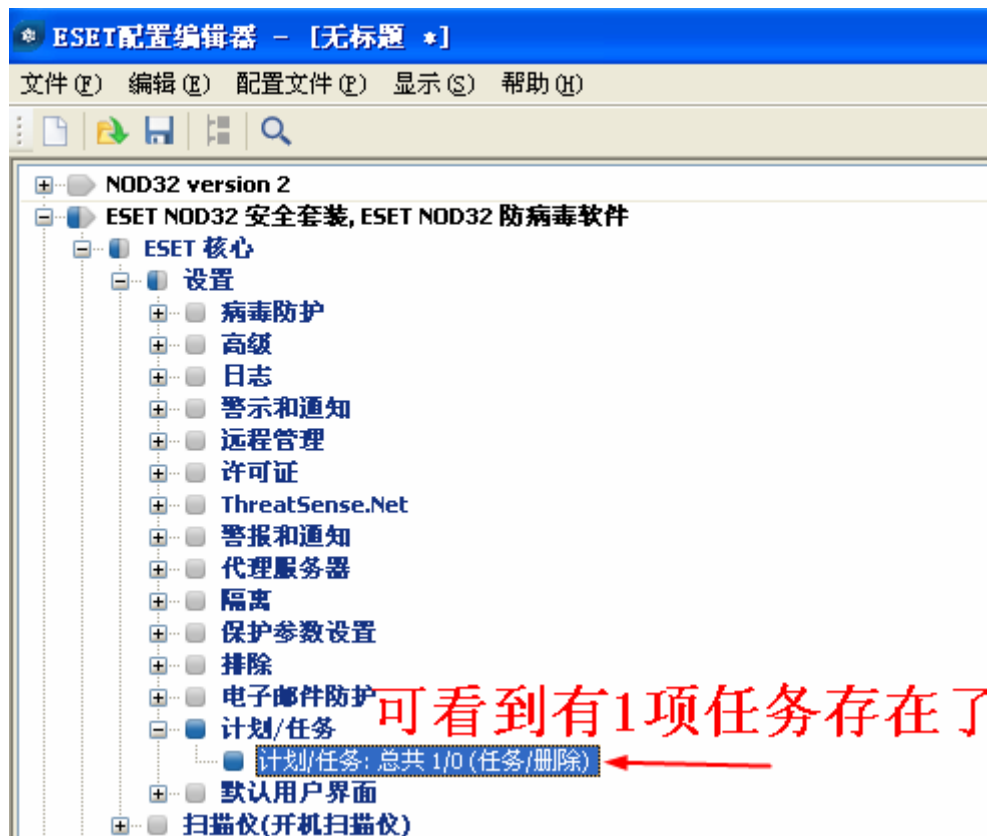 ESET配置编辑器 - [无标题 *]
文件(F) 编辑(E) 配置文件(P) 显示(S) 帮助(H)
NOD32 version 2
ESET NOD32 安全套装, ESET NOD32 防病毒软件
ESET 核心
设置
病毒防护
高级
日志
警示和通知
远程管理
许可证
ThreatSense.Net
警报和通知
代理服务器
隔离
保护参数设置
排除
电子邮件防护
可看到有1项任务存在了
计划/任务
计划/任务: 总共 1/0 (任务/删除)
默认用户界面
扫描仪(开机扫描仪)